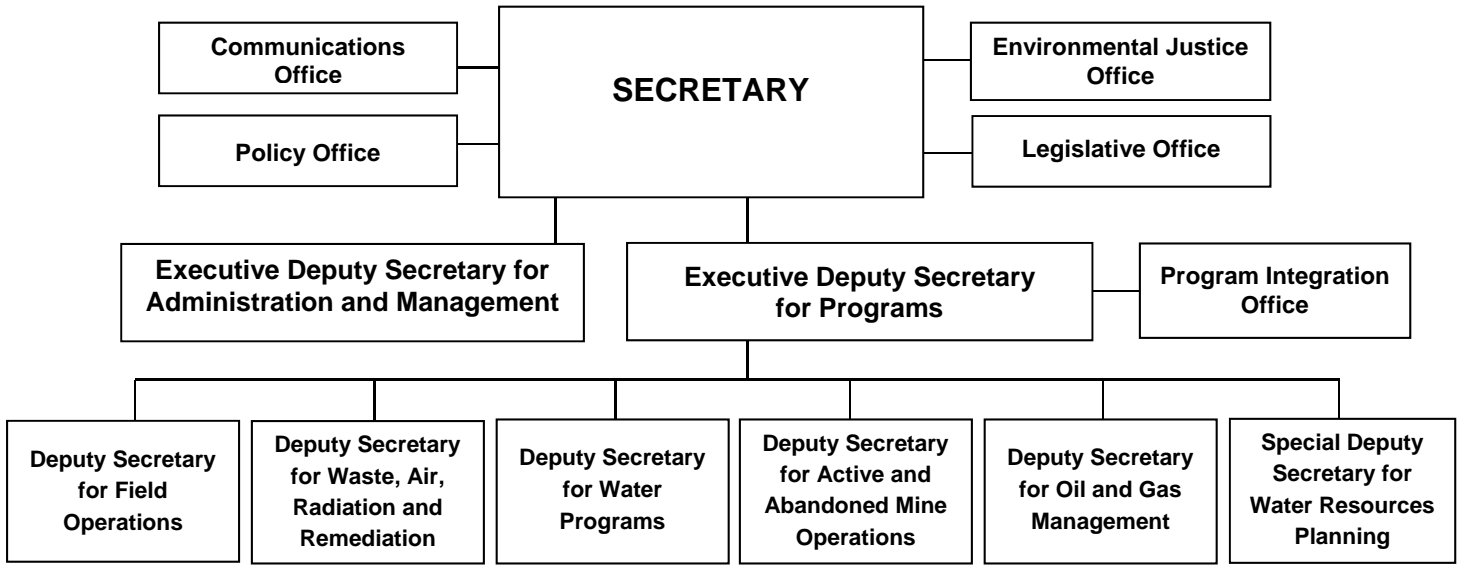 Communications
Office
SECRETARY
Environmental Justice
Office
Policy Office
Legislative Office
Executive Deputy Secretary for
Administration and Management
Executive Deputy Secretary
for Programs
Program Integration
Office
Deputy Secretary
for Field
Operations
Deputy Secretary
for Waste, Air,
Radiation and
Remediation
Deputy Secretary
for Water
Programs
Deputy Secretary
for Active and
Abandoned Mine
Operations
Deputy Secretary
for Oil and Gas
Management
Special Deputy
Secretary for
Water Resources
Planning